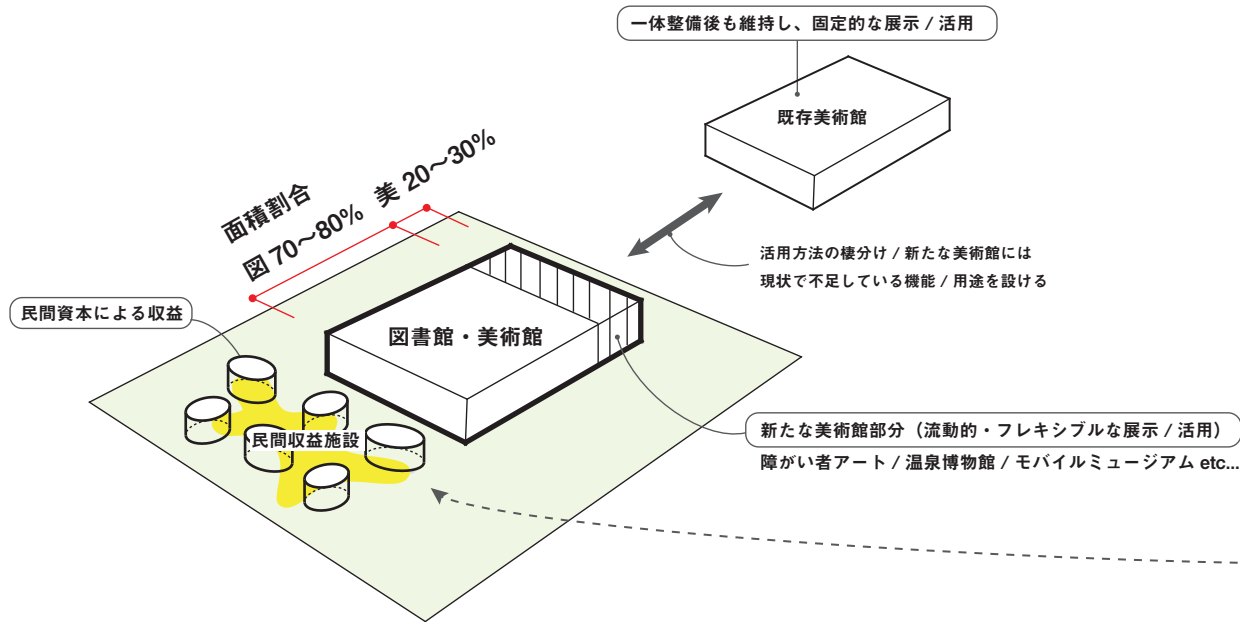 一体整備後も維持し、固定的な展示 / 活用
既存美術館
面積割合
図 70〜80% 美 20〜30%
活用方法の棲分け / 新たな美術館には
現状で不足している機能 / 用途を設ける
民間資本による収益
図書館・美術館
民間収益施設
新たな美術館部分（流動的・フレキシブルな展示 / 活用）
障がい者アート / 温泉博物館 / モバイルミュージアム etc...